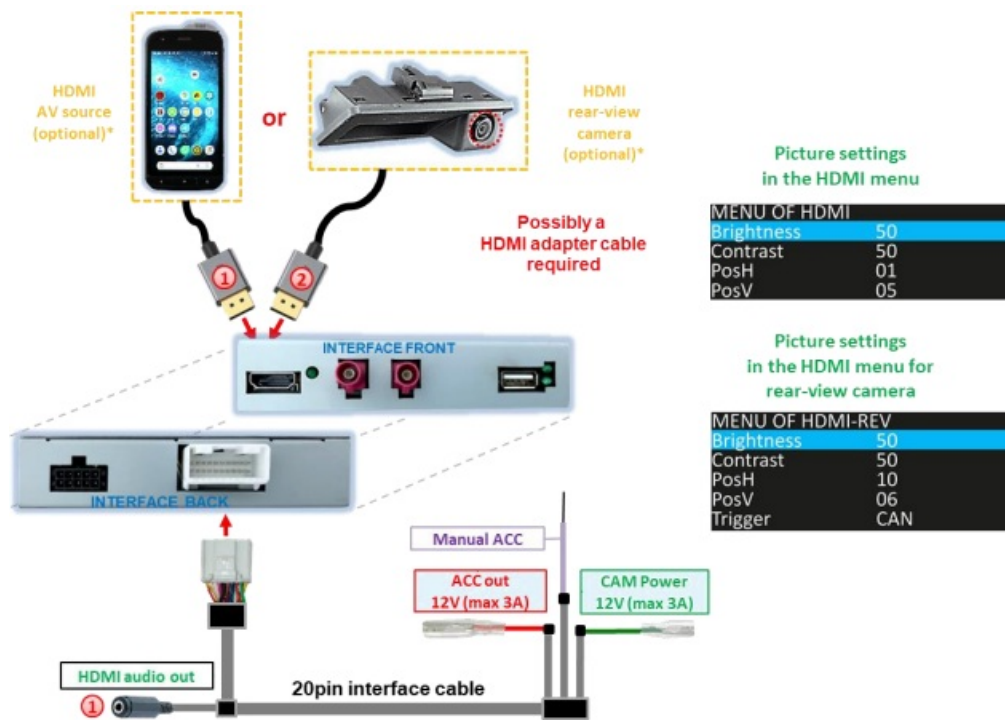 HDMI
AV source
(optional)*
or
HDMI
rear-view
camera
(optional)*
Possibly a
HDMI adapter cable
required
1
2
Picture settings
in the HDMI menu
MENU OF HDMI
Brightness 50
Contrast 50
PosH 01
PosV 05
INTERFACE FRONT
Picture settings
in the HDMI menu for
rear-view camera
MENU OF HDMI-REV
Brightness 50
Contrast 50
PosH 10
PosV 06
Trigger CAN
INTERFACE BACK
Manual ACC
ACC out
12V (max 3A)
CAM Power
12V (max 3A)
HDMI audio out
1
20pin interface cable